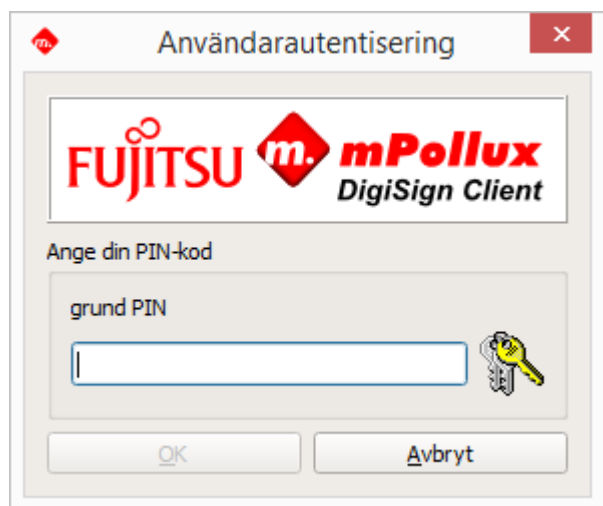 m.
Användarautentisering
FUJITSU m. mPollux
DigiSign Client
Ange din PIN-kod
grund PIN
OK Avbryt